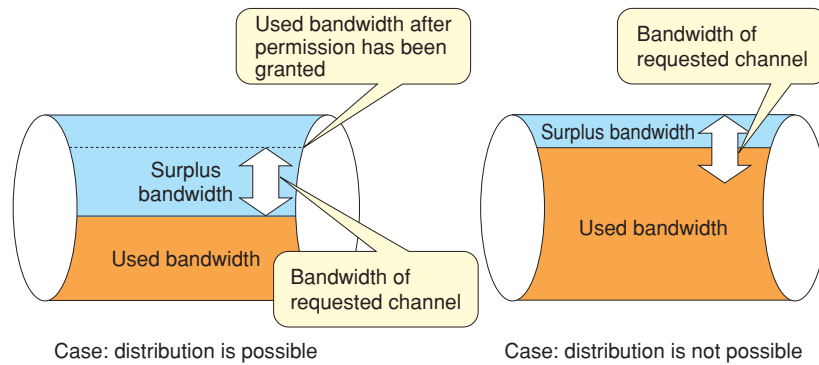 Used bandwidth after
permission has been
granted
Surplus
bandwidth
Used bandwidth
Bandwidth of
requested channel
Case: distribution is possible
Bandwidth of
requested channel
Surplus bandwidth
Used bandwidth
Case: distribution is not possible